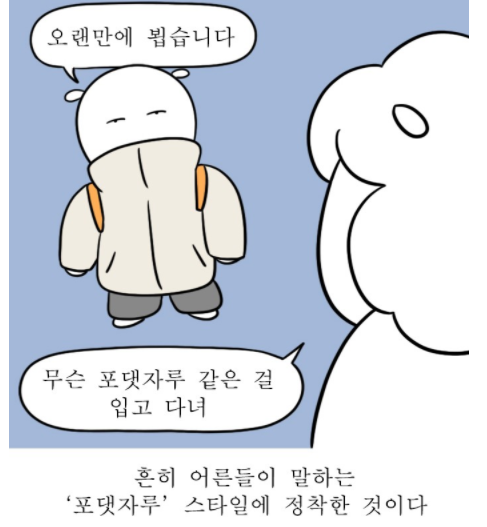 오랜만에 뵙습니다
무슨 포댓자루 같은 걸
입고 다녀
흔히 어른들이 말하는
‘포댓자루’ 스타일에 정착한 것이다